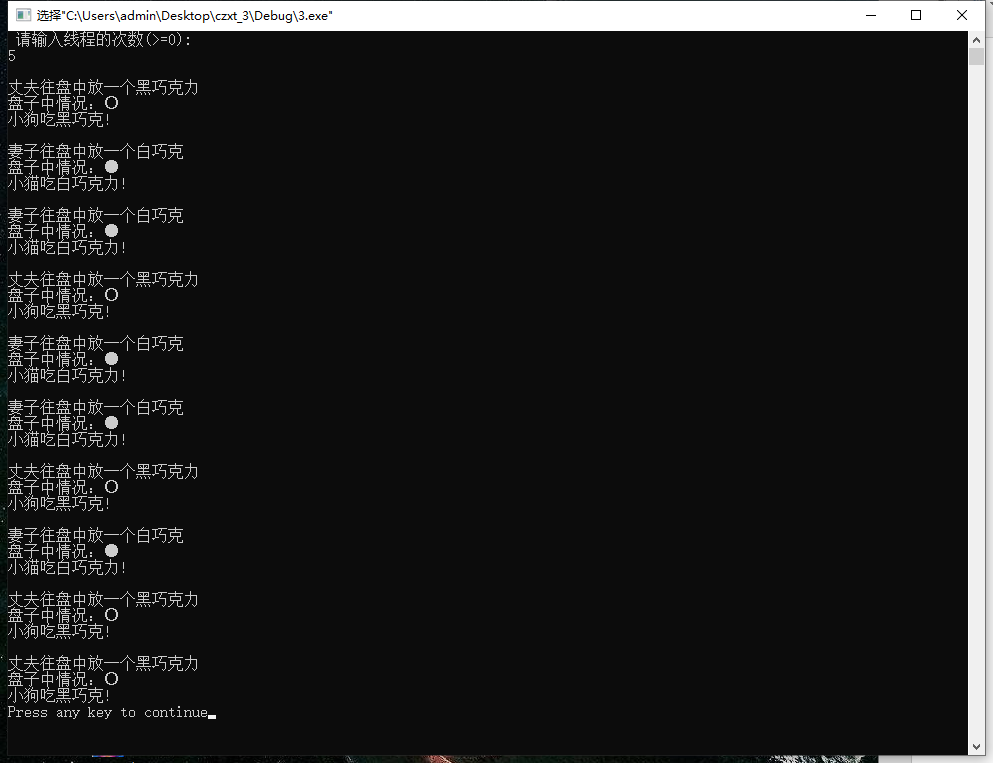 选择"C:\Users\admin\Desktop\czxt_3\Debug\3.exe"
请输入线程的次数(>=0):
5
丈夫往盘中放一个黑巧克力
盘子中情况：○
小狗吃黑巧克!
妻子往盘中放一个白巧克
盘子中情况：●
小猫吃白巧克力!
妻子往盘中放一个白巧克
盘子中情况：●
小猫吃白巧克力!
丈夫往盘中放一个黑巧克力
盘子中情况：○
小狗吃黑巧克!
妻子往盘中放一个白巧克
盘子中情况：●
小猫吃白巧克力!
妻子往盘中放一个白巧克
盘子中情况：●
小猫吃白巧克力!
丈夫往盘中放一个黑巧克力
盘子中情况：○
小狗吃黑巧克!
妻子往盘中放一个白巧克
盘子中情况：●
小猫吃白巧克力!
丈夫往盘中放一个黑巧克力
盘子中情况：○
小狗吃黑巧克!
丈夫往盘中放一个黑巧克力
盘子中情况：○
小狗吃黑巧克!
Press any key to continue